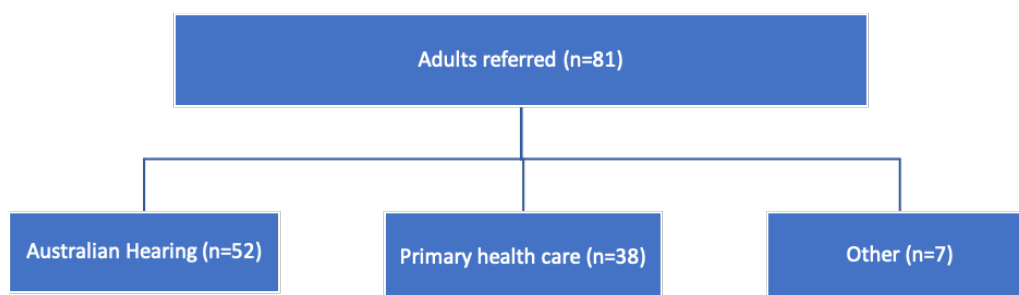 Adults referred (n=81)
Australian Hearing (n=52)
Primary health care (n=38)
Other (n=7)